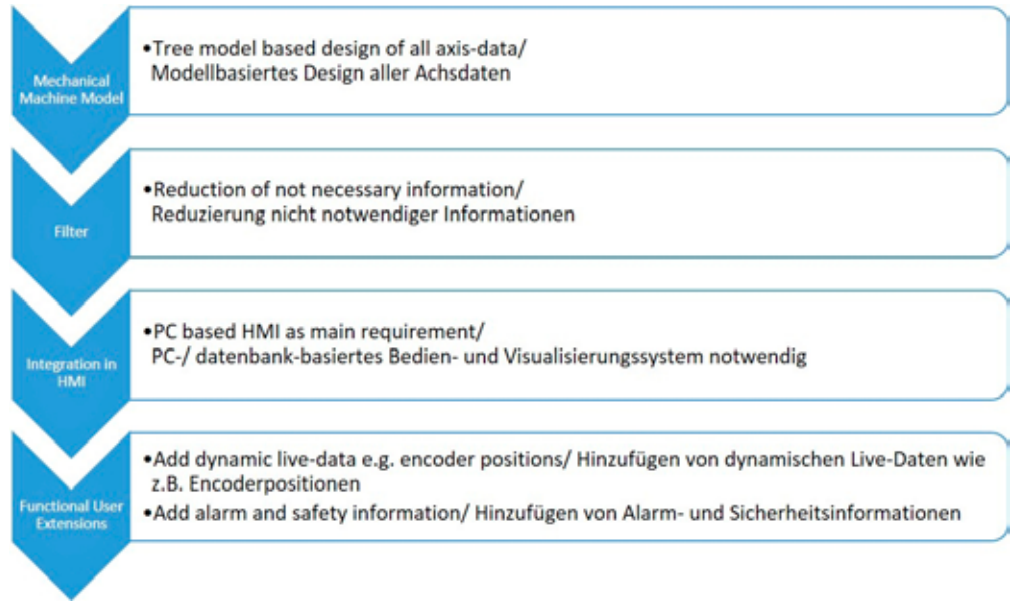 Mechanical
Machine Model
•Tree model based design of all axis-data/
Modellbasiertes Design aller Achsdaten
Filter
•Reduction of not necessary information/
Reduzierung nicht notwendiger Informationen
Integration in
HMI
•PC based HMI as main requirement/
PC-/ datenbank-basiertes Bedien- und Visualisierungssystem notwendig
Functional User
Extensions
•Add dynamic live-data e.g. encoder positions/ Hinzufügen von dynamischen Live-Daten wie
z.B. Encoderpositionen
•Add alarm and safety information/ Hinzufügen von Alarm- und Sicherheitsinformationen